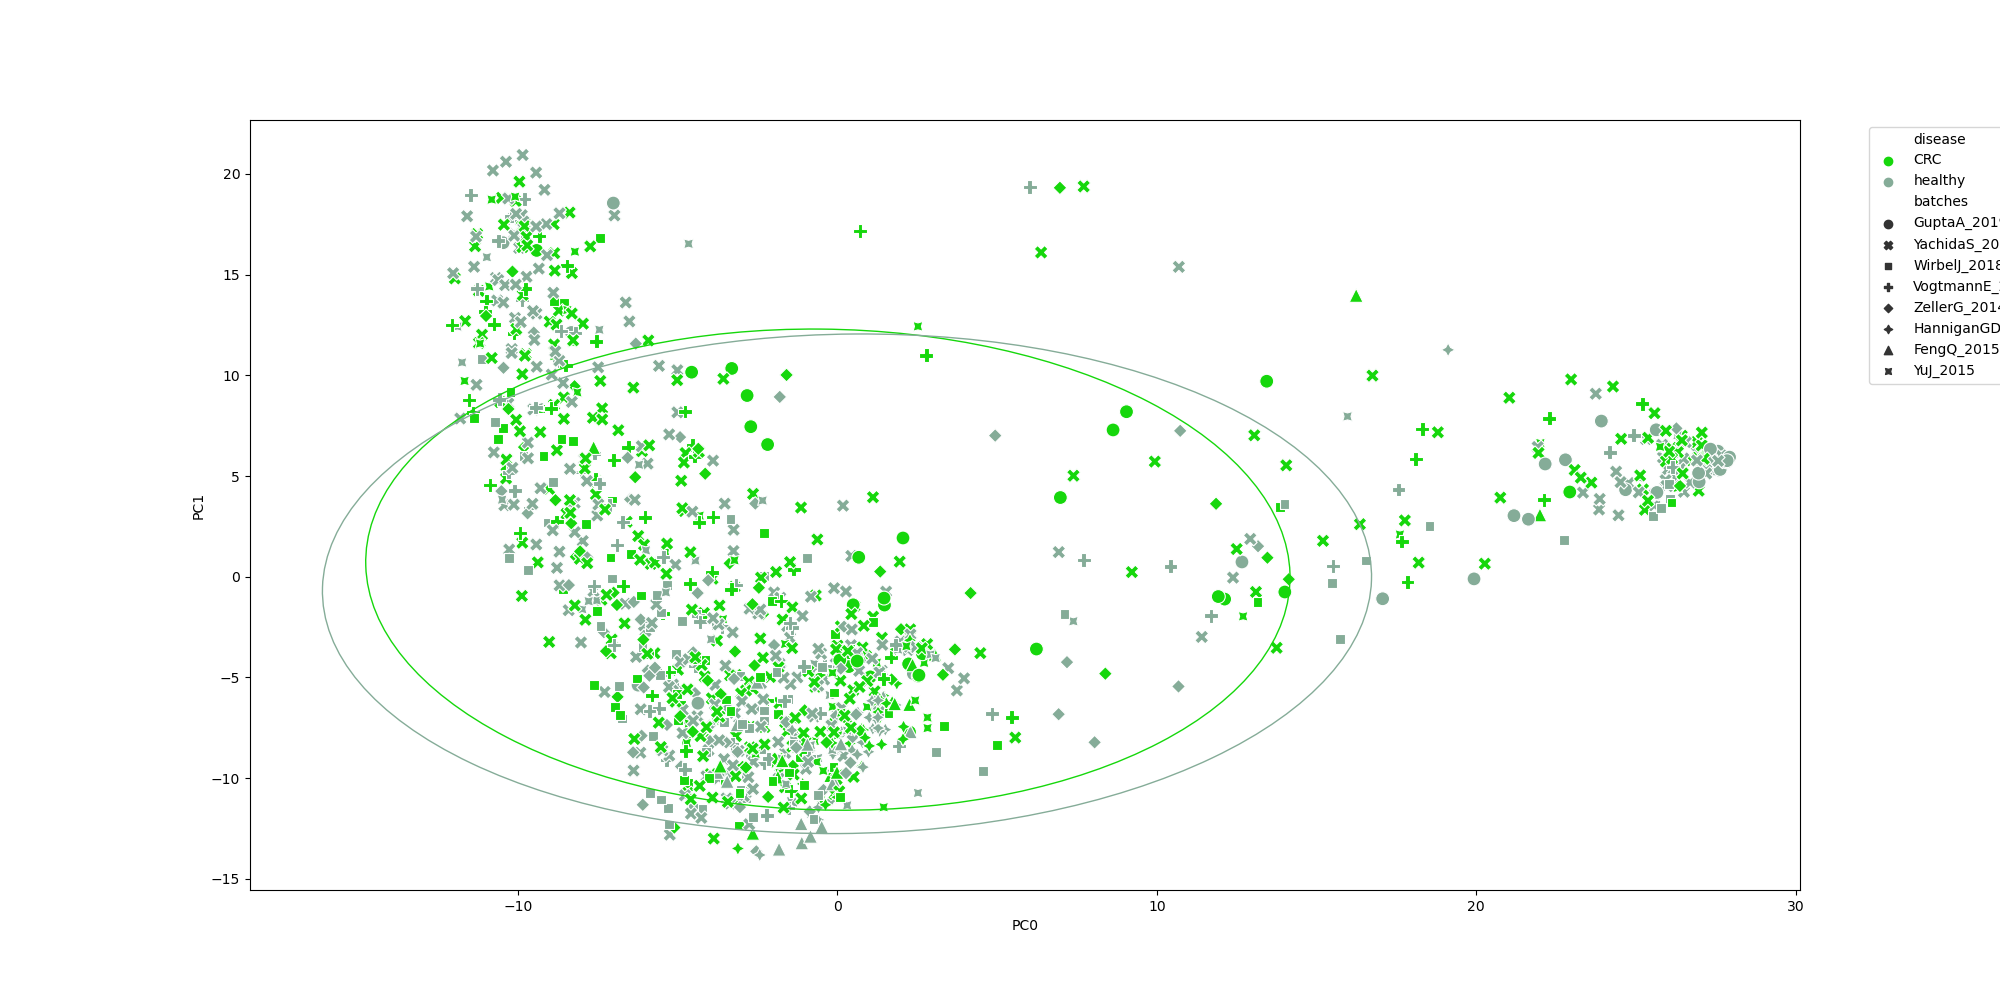 20
15
10
5
0
−5
−10
−15
PC1
−10
0
10
20
30
PC0
disease
CRC
healthy
batches
GuptaA_2019
YachidaS_20
WirbelJ_2018
VogtmannE_
ZellerG_2014
HanniganGD
FengQ_2015
YuJ_2015